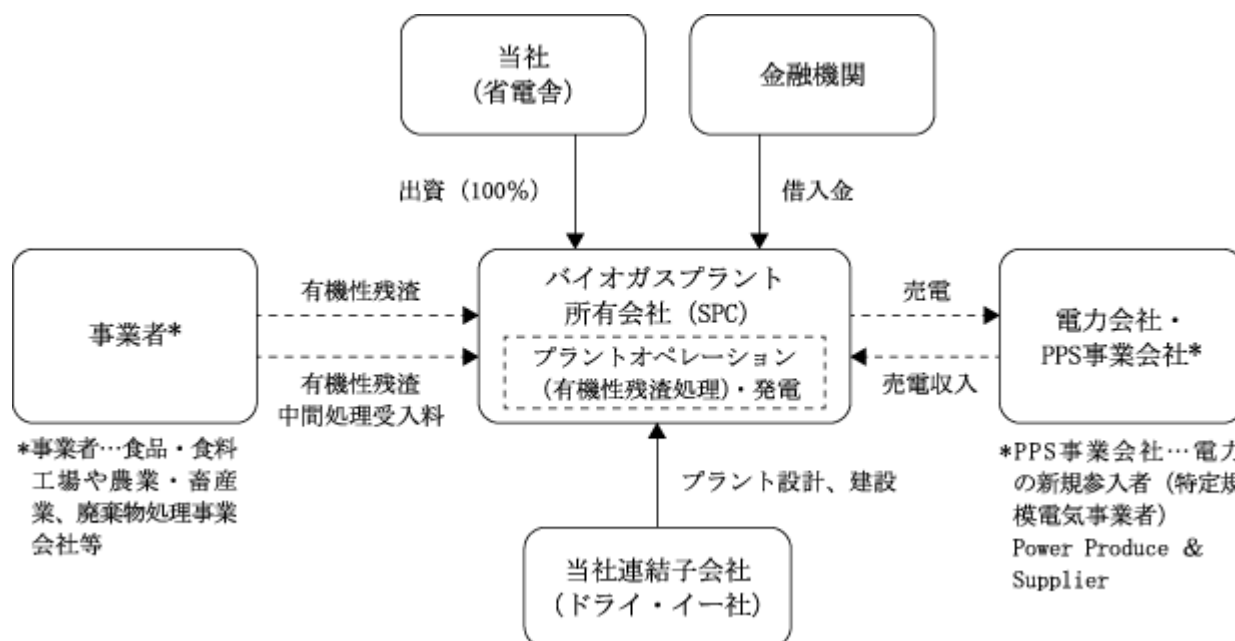 当社
(省電舎)
金融機関
出資 (100%)
借入金
事業者*
有機性残渣
有機性残渣
中間処理受入料
バイオガスプラント
所有会社 (SPC)
プラントオペレーション
(有機性残渣処理)・発電
売電
売電収入
電力会社・
PPS事業会社*
*事業者…食品・食料
工場や農業・畜産
業、廃棄物処理事業
会社等
プラント設計、建設
当社連結子会社
(ドライ・イー社)
*PPS事業会社…電力
の新規参入者 (特定規
模電気事業者)
Power Produce &
Supplier